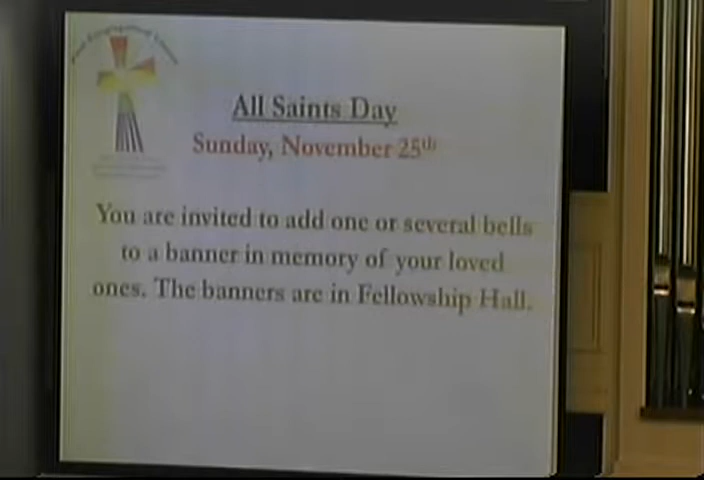 All Saints Day
Sunday, November 25th
You are invited to add one or several bells
to a banner in memory of your loved
ones. The banners are in Fellowship Hall.